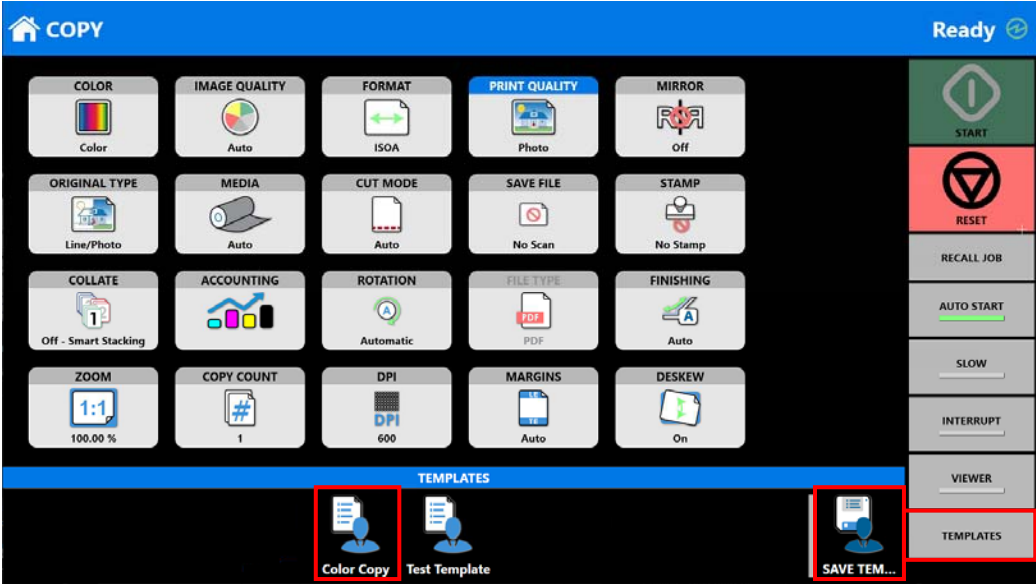 COPY
Ready
COLOR
Color
IMAGE QUALITY
Auto
FORMAT
ISOA
PRINT QUALITY
Photo
MIRROR
R R
Off
ORIGINAL TYPE
Line/Photo
MEDIA
Auto
CUT MODE
Auto
SAVE FILE
No Scan
STAMP
No Stamp
COLLATE
1
Off - Smart Stacking
ACCOUNTING
ROTATION
A
Automatic
FILE TYPE
PDF
PDF
FINISHING
A
Auto
ZOOM
1:1
100.00 %
COPY COUNT
#
1
DPI
DPI
600
MARGINS
LE
TE
Auto
DESKEW
On
START
RESET
RECALL JOB
AUTO START
SLOW
INTERRUPT
VIEWER
TEMPLATES
TEMPLATES
Color Copy
Test Template
SAVE TEM...